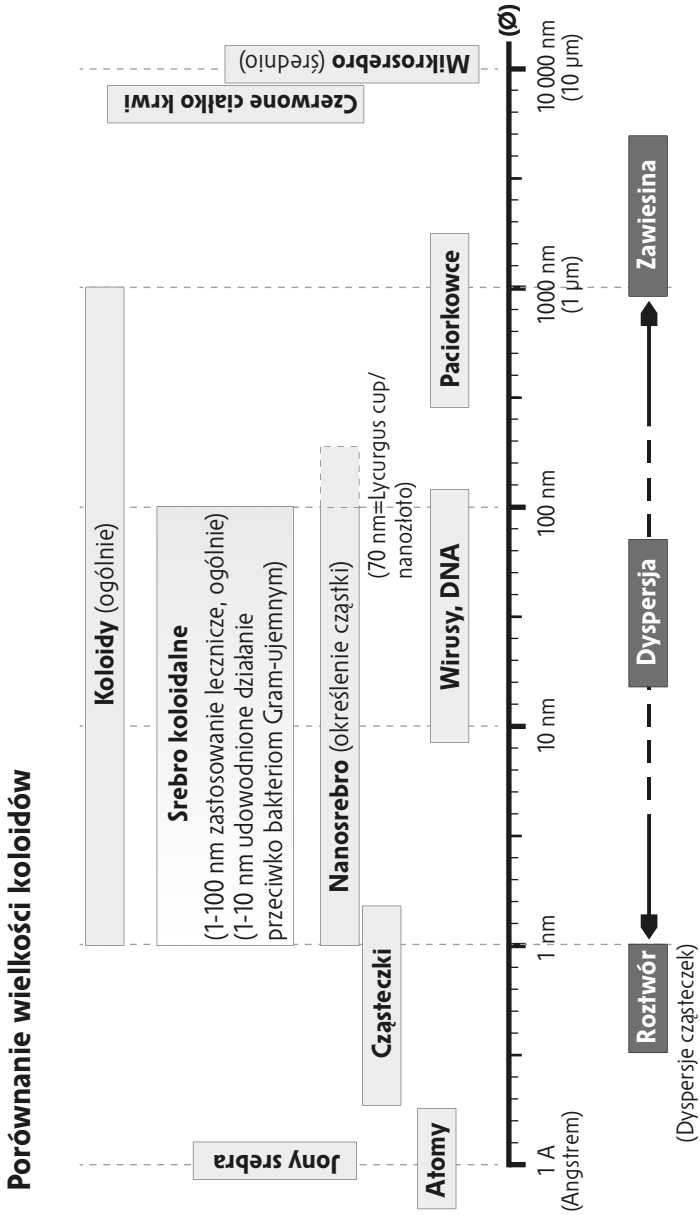 Porównanie wielkości koloidów
Koloidy (ogólnie)
Srebro koloidalne
(1-100 nm zastosowanie lecznicze, ogólnie)
(1-10 nm udowodnione działanie
przeciwko bakteriom Gram-ujemnym)
Nanosrebro (określenie cząstki)
(70 nm=Lycurgus cup/
nanozłoto)
Jony srebra
Cząsteczki
Atomy
Wirusy, DNA
Paciorkowce
Czerwone ciałko krwi
Mikrosrebro (średnio)
(Ø)
1 A
(Angstrem)
1 nm
10 nm
100 nm
1000 nm
(1 µm)
10 000 nm
(10 µm)
Roztwór
Dyspersja
Zawiesina
(Dyspersje cząsteczek)